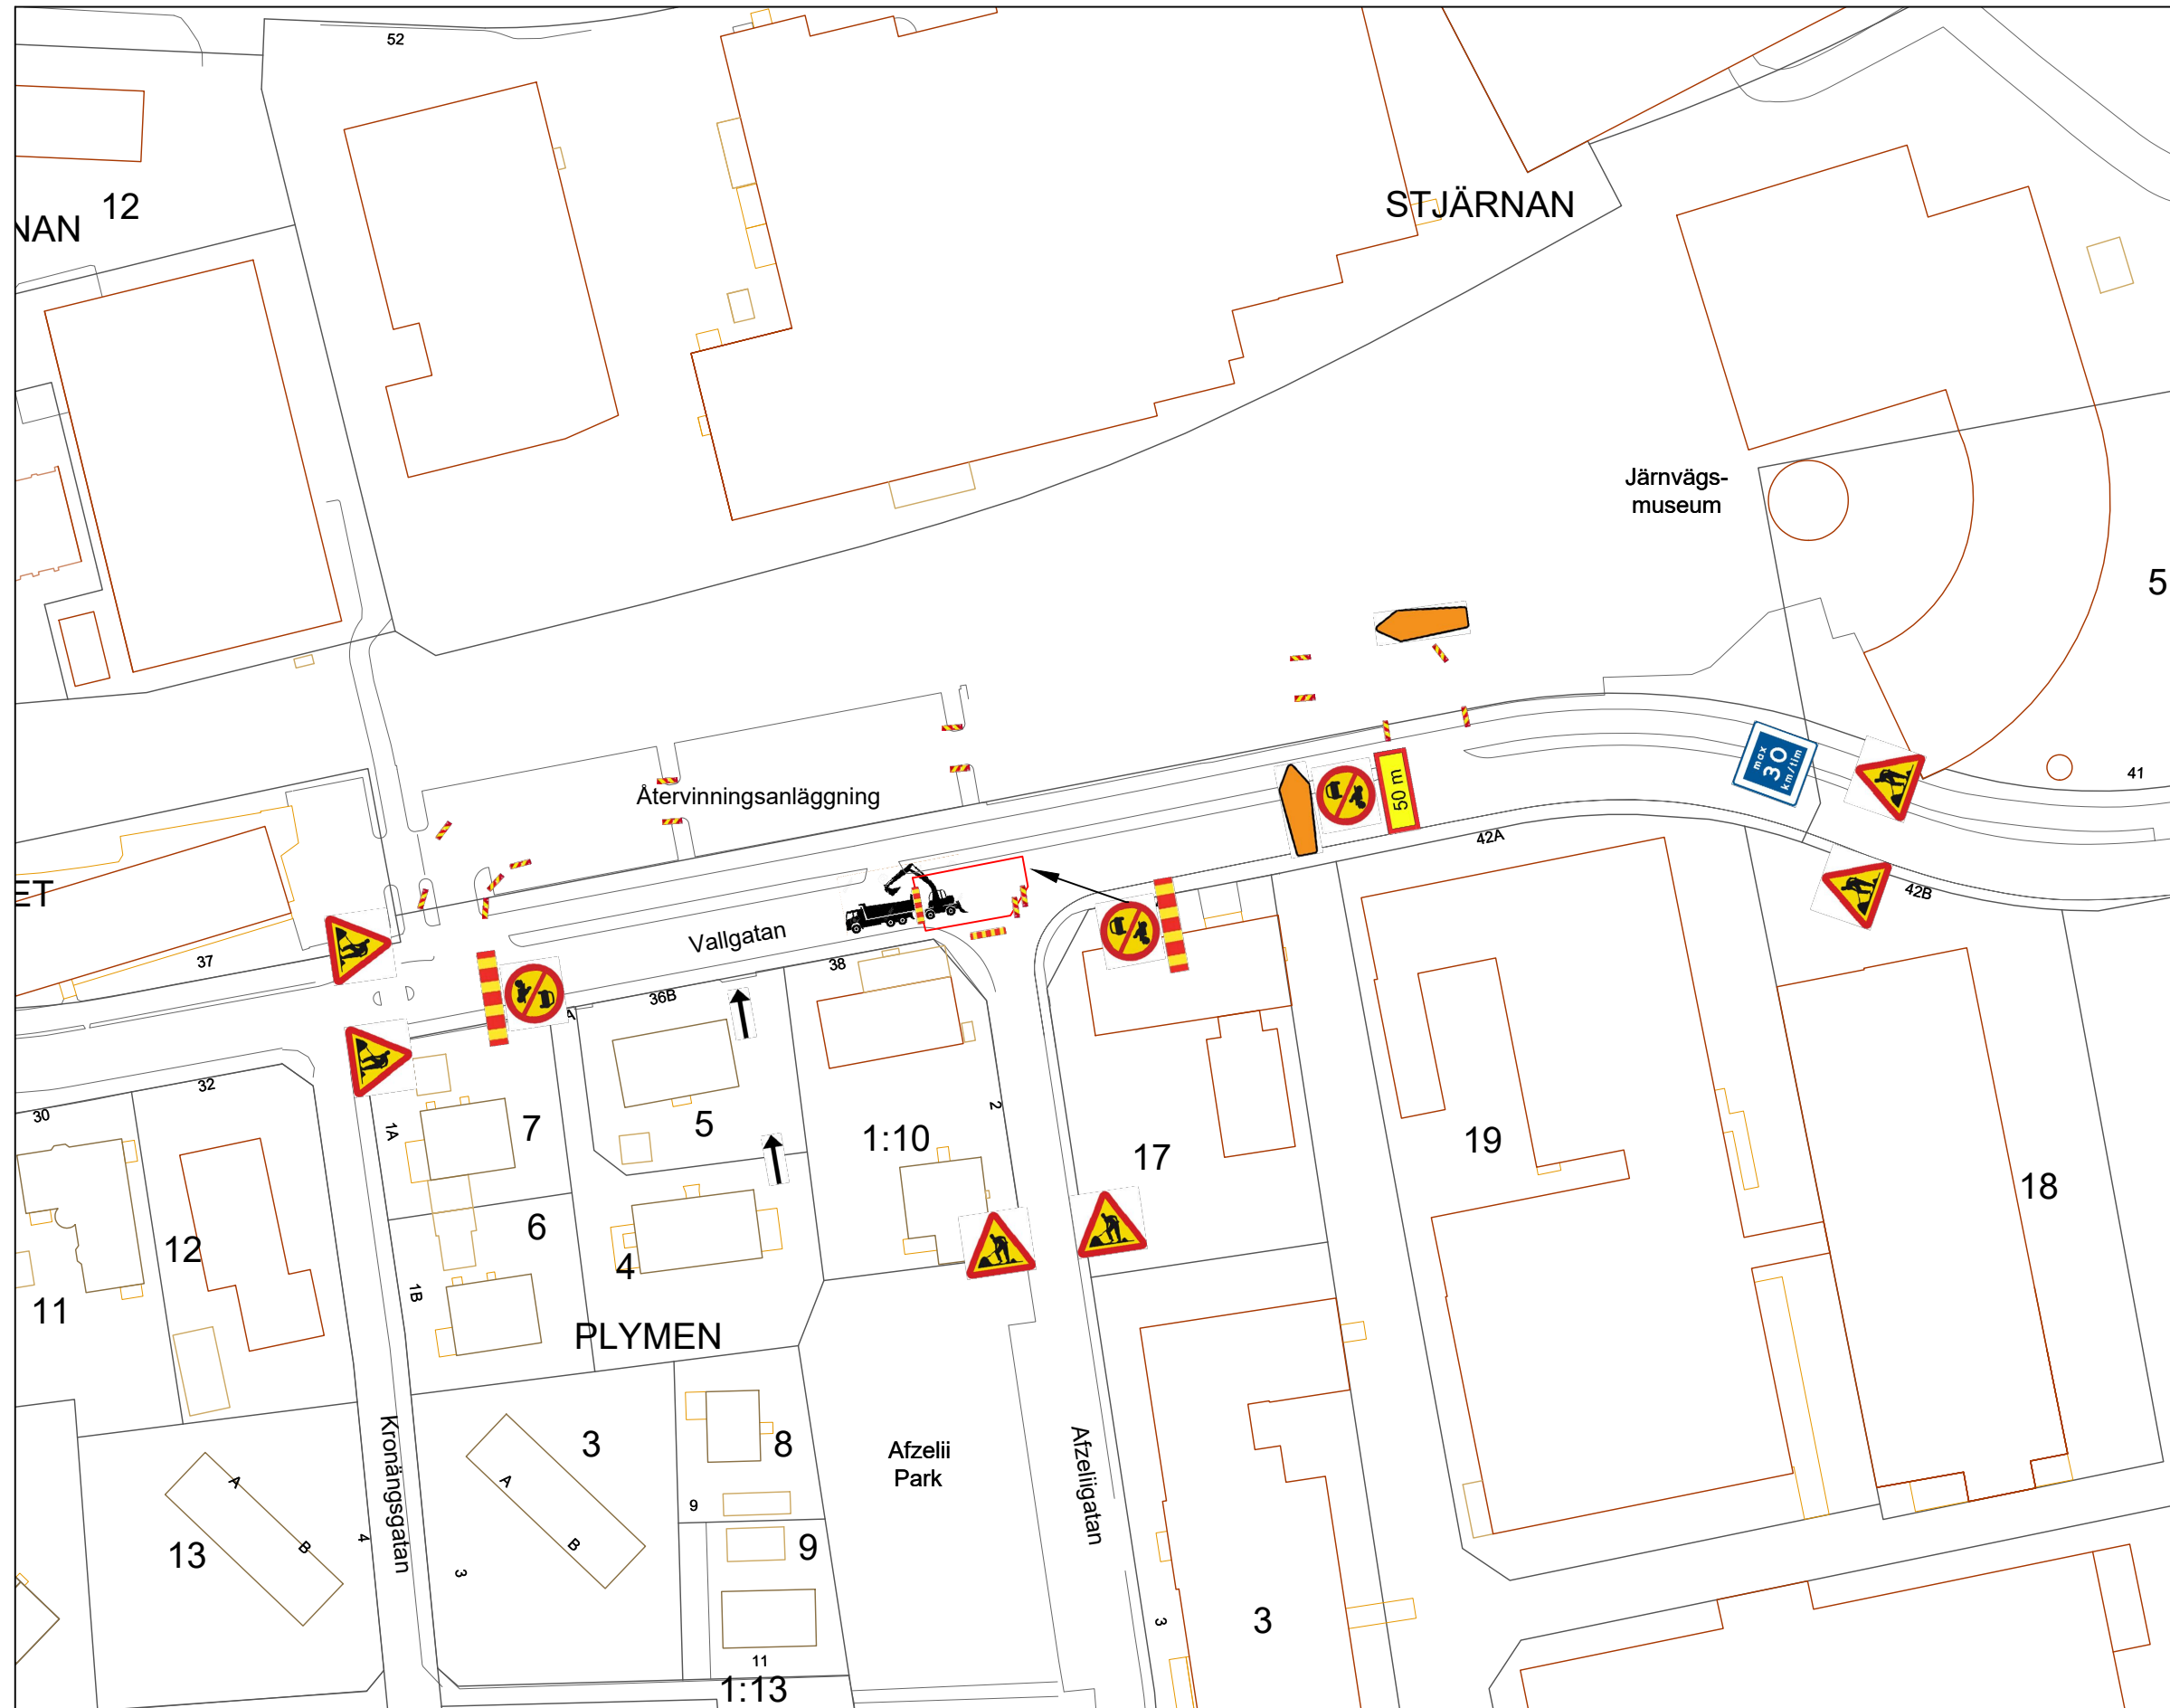 52
12
NAN
STJÄRNAN
Järnvägs-
museum
5
41
Återvinningsanläggning
max
30
km/tim
50 m
42A
42B
ET
37
Vallgatan
38
36B
A
32
30
1A
7
5
1:10
2
17
19
18
12
6
4
11
1B
PLYMEN
Kronängsgatan
3
8
Afzelii
Park
Afzeliigatan
A
B
A
B
9
9
13
4
3
3
3
11
1:13